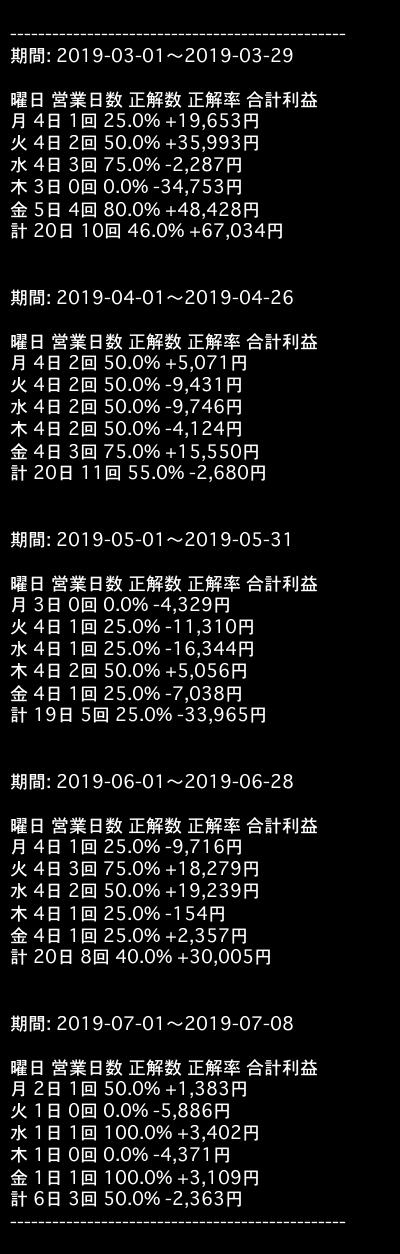 ------------------------------------------------
期間: 2019-03-01～2019-03-29
曜日 営業日数 正解数 正解率 合計利益
月 4日 1回 25.0% +19,653円
火 4日 2回 50.0% +35,993円
水 4日 3回 75.0% -2,287円
木 3日 0回 0.0% -34,753円
金 5日 4回 80.0% +48,428円
計 20日 10回 46.0% +67,034円
期間: 2019-04-01～2019-04-26
曜日 営業日数 正解数 正解率 合計利益
月 4日 2回 50.0% +5,071円
火 4日 2回 50.0% -9,431円
水 4日 2回 50.0% -9,746円
木 4日 2回 50.0% -4,124円
金 4日 3回 75.0% +15,550円
計 20日 11回 55.0% -2,680円
期間: 2019-05-01～2019-05-31
曜日 営業日数 正解数 正解率 合計利益
月 3日 0回 0.0% -4,329円
火 4日 1回 25.0% -11,310円
水 4日 1回 25.0% -16,344円
木 4日 2回 50.0% +5,056円
金 4日 1回 25.0% -7,038円
計 19日 5回 25.0% -33,965円
期間: 2019-06-01～2019-06-28
曜日 営業日数 正解数 正解率 合計利益
月 4日 1回 25.0% -9,716円
火 4日 3回 75.0% +18,279円
水 4日 2回 50.0% +19,239円
木 4日 1回 25.0% -154円
金 4日 1回 25.0% +2,357円
計 20日 8回 40.0% +30,005円
期間: 2019-07-01～2019-07-08
曜日 営業日数 正解数 正解率 合計利益
月 2日 1回 50.0% +1,383円
火 1日 0回 0.0% -5,886円
水 1日 1回 100.0% +3,402円
木 1日 0回 0.0% -4,371円
金 1日 1回 100.0% +3,109円
計 6日 3回 50.0% -2,363円
------------------------------------------------